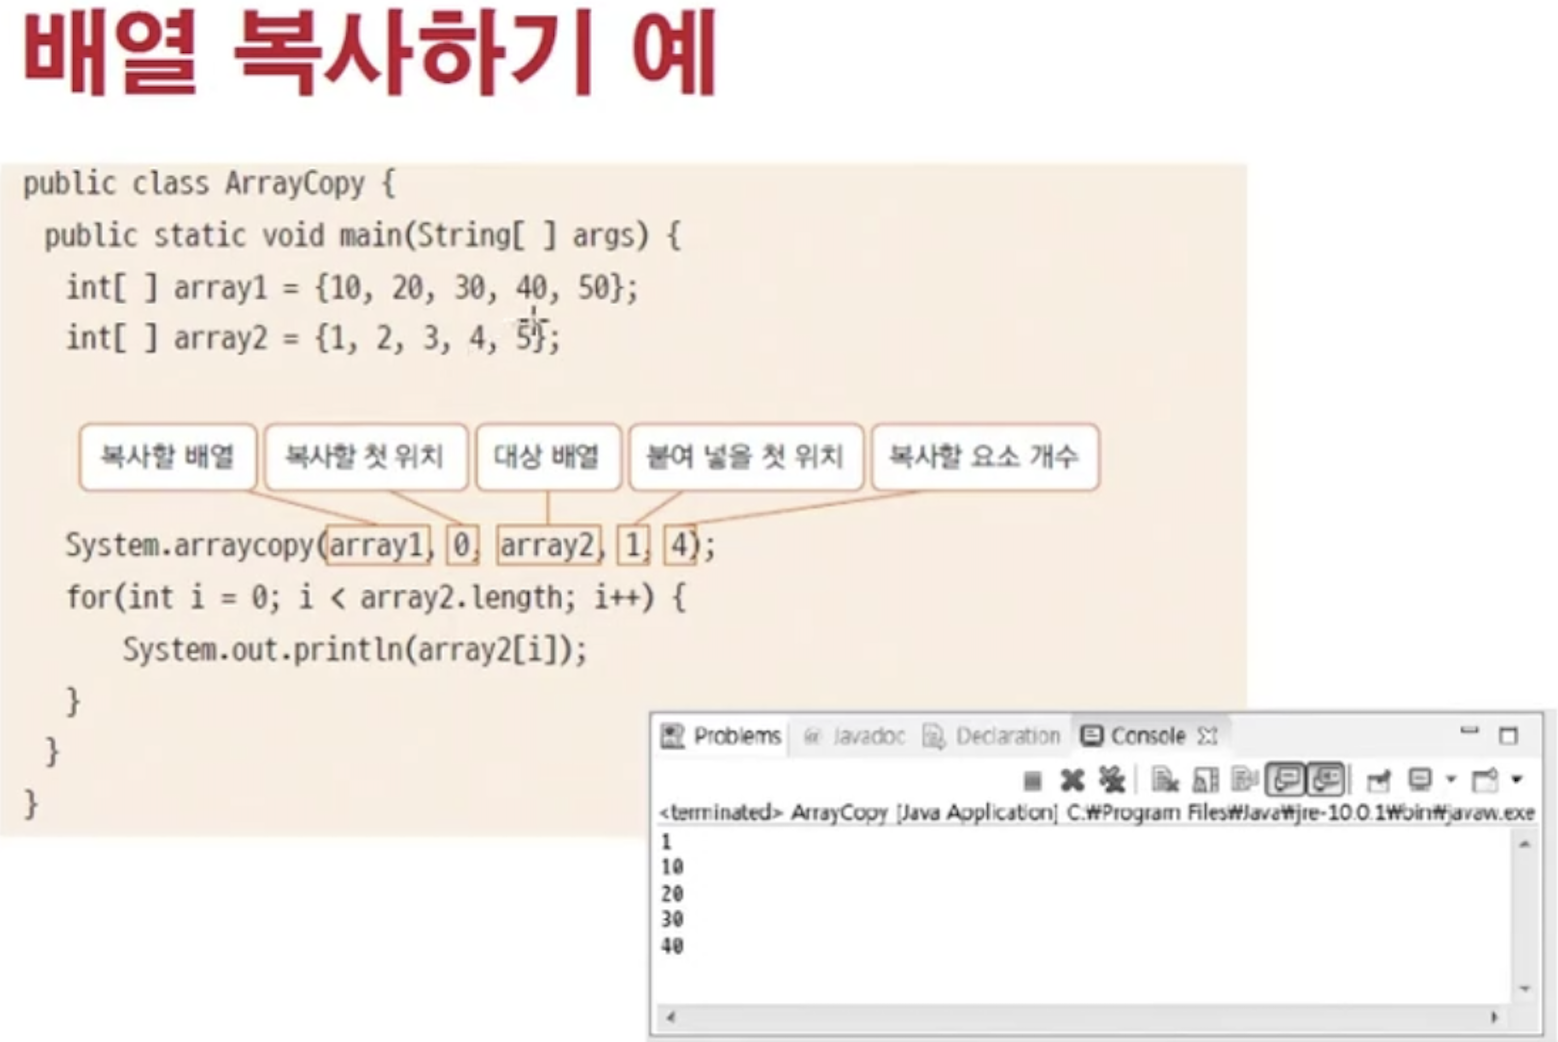 배열 복사하기 예
public class ArrayCopy {
public static void main(String[ ] args) {
int[ ] array1 = {10, 20, 30, 40, 50};
int[ ] array2 = {1, 2, 3, 4, 5};
복사할 배열 복사할 첫 위치 대상 배열 붙여 넣을 첫 위치 복사할 요소 개수
System.arraycopy(array1, 0, array2, 1, 4);
for(int i = 0; i < array2.length; i++) {
System.out.println(array2[i]);
}
}
}
Problems @ Javadoc Declaration Console
<terminated> ArrayCopy [Java Application] C:₩Program Files₩Java₩jre-10.0.1₩bin₩javaw.exe
1
10
20
30
40